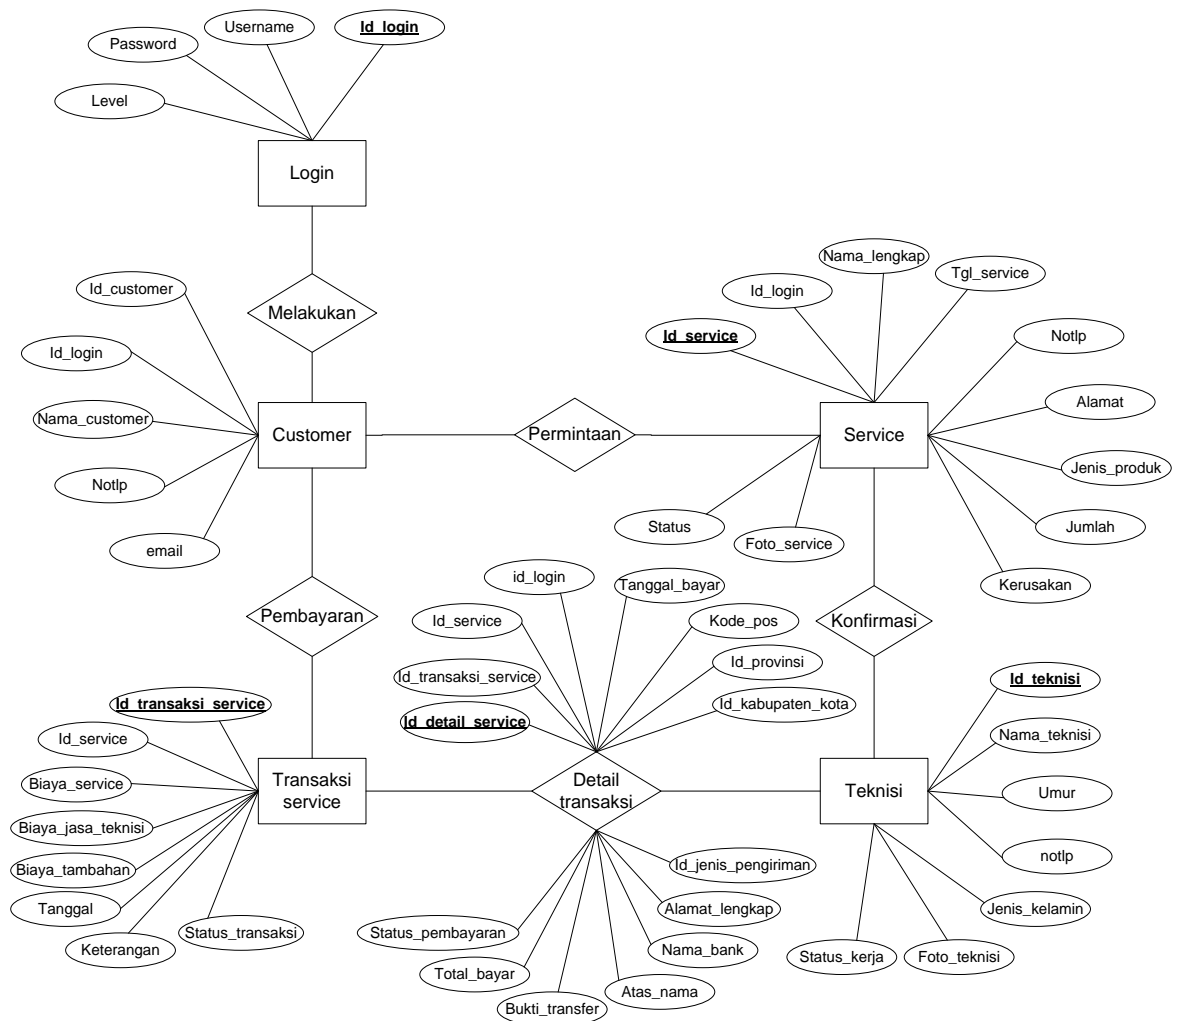 Id_login
Username
Password
Level
Login
Melakukan
Id_customer
Id_login
Nama_customer
Notlp
email
Customer
Permintaan
Nama_lengkap
Tgl_service
Id_login
Id_service
Notlp
Alamat
Jenis_produk
Jumlah
Kerusakan
Service
Status
Foto_service
Pembayaran
Konfirmasi
id_login
Tanggal_bayar
Id_service
Kode_pos
Id_transaksi_service
Id_provinsi
Id_detail_service
Id_kabupaten_kota
Detail
transaksi
Id_transaksi_service
Id_service
Biaya_service
Biaya_jasa_teknisi
Biaya_tambahan
Tanggal
Keterangan
Status_transaksi
Transaksi
service
Id_jenis_pengiriman
Alamat_lengkap
Nama_bank
Atas_nama
Bukti_transfer
Total_bayar
Status_pembayaran
Teknisi
Id_teknisi
Nama_teknisi
Umur
notlp
Jenis_kelamin
Foto_teknisi
Status_kerja